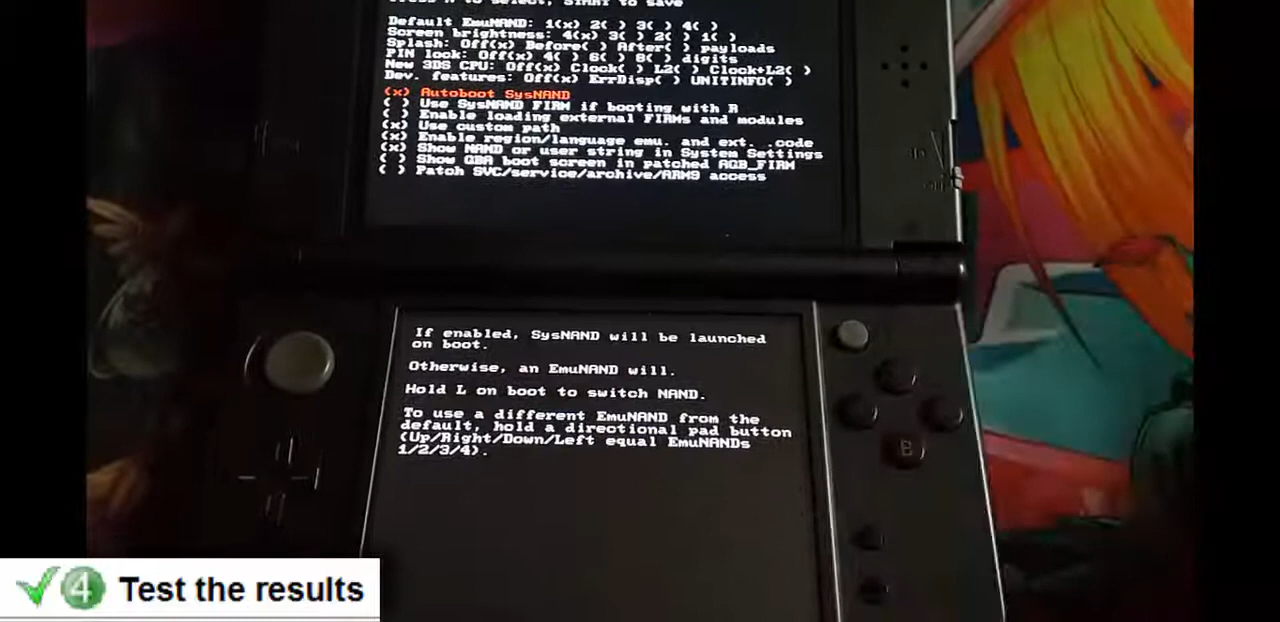 Press A to select, START to save
Default EmuNAND: 1(x) 2( ) 3( ) 4( )
Screen brightness: 4(x) 3( ) 2( ) 1( )
Splash: Off(x) Before( ) After( ) payloads
PIN lock: Off(x) 4( ) 6( ) 8( ) digits
New 3DS CPU: Off(x) Clock( ) L2( ) Clock+L2( )
Dev. features: Off(x) ErrDisp( ) UNITINFO( )
(x) Autoboot SysNAND
( ) Use SysNAND FIRM if booting with R
( ) Enable loading external FIRMs and modules
(x) Use custom path
(x) Enable region/language emu. and ext. .code
(x) Show NAND or user string in System Settings
( ) Show GBA boot screen in patched AGB_FIRM
( ) Patch SVC/service/archive/ARM9 access
If enabled, SysNAND will be launched
on boot.
Otherwise, an EmuNAND will.
Hold L on boot to switch NAND.
To use a different EmuNAND from the
default, hold a directional pad button
(Up/Right/Down/Left equal EmuNANDs
1/2/3/4).
B
4 Test the results